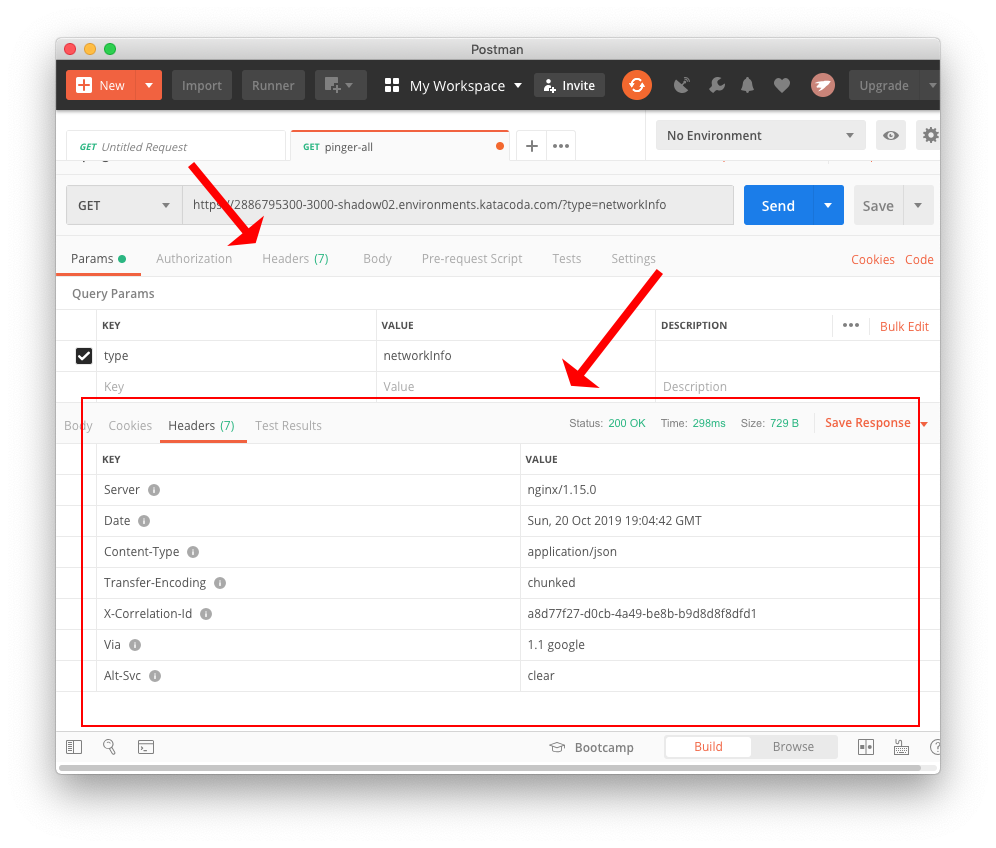 Postman
New Import Runner My Workspace Invite Upgrade
GET Untitled Request GET pinger-all No Environment
GET https://2886795300-3000-shadow02.environments.katacoda.com/?type=networkInfo Send Save
Params Authorization Headers (7) Body Pre-request Script Tests Settings Cookies Code
Query Params
KEY VALUE DESCRIPTION Bulk Edit
type networkInfo
Key Value Description
Body Cookies Headers (7) Test Results Status: 200 OK Time: 298ms Size: 729 B Save Response
KEY VALUE
Server nginx/1.15.0
Date Sun, 20 Oct 2019 19:04:42 GMT
Content-Type application/json
Transfer-Encoding chunked
X-Correlation-Id a8d77f27-d0cb-4a49-be8b-b9d8d8f8dfd1
Via 1.1 google
Alt-Svc clear
Bootcamp Build Browse